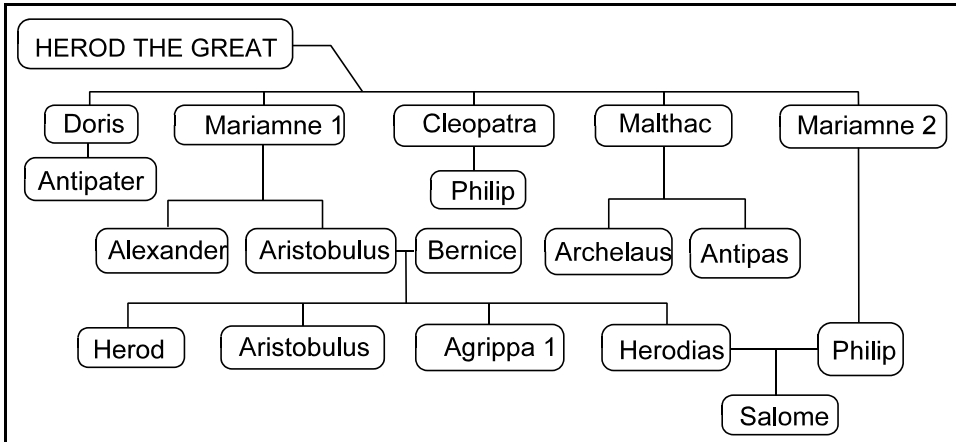 HEROD THE GREAT
Doris
Mariamne 1
Cleopatra
Malthac
Mariamne 2
Antipater
Philip
Alexander
Aristobulus
Bernice
Archelaus
Antipas
Herod
Aristobulus
Agrippa 1
Herodias
Philip
Salome